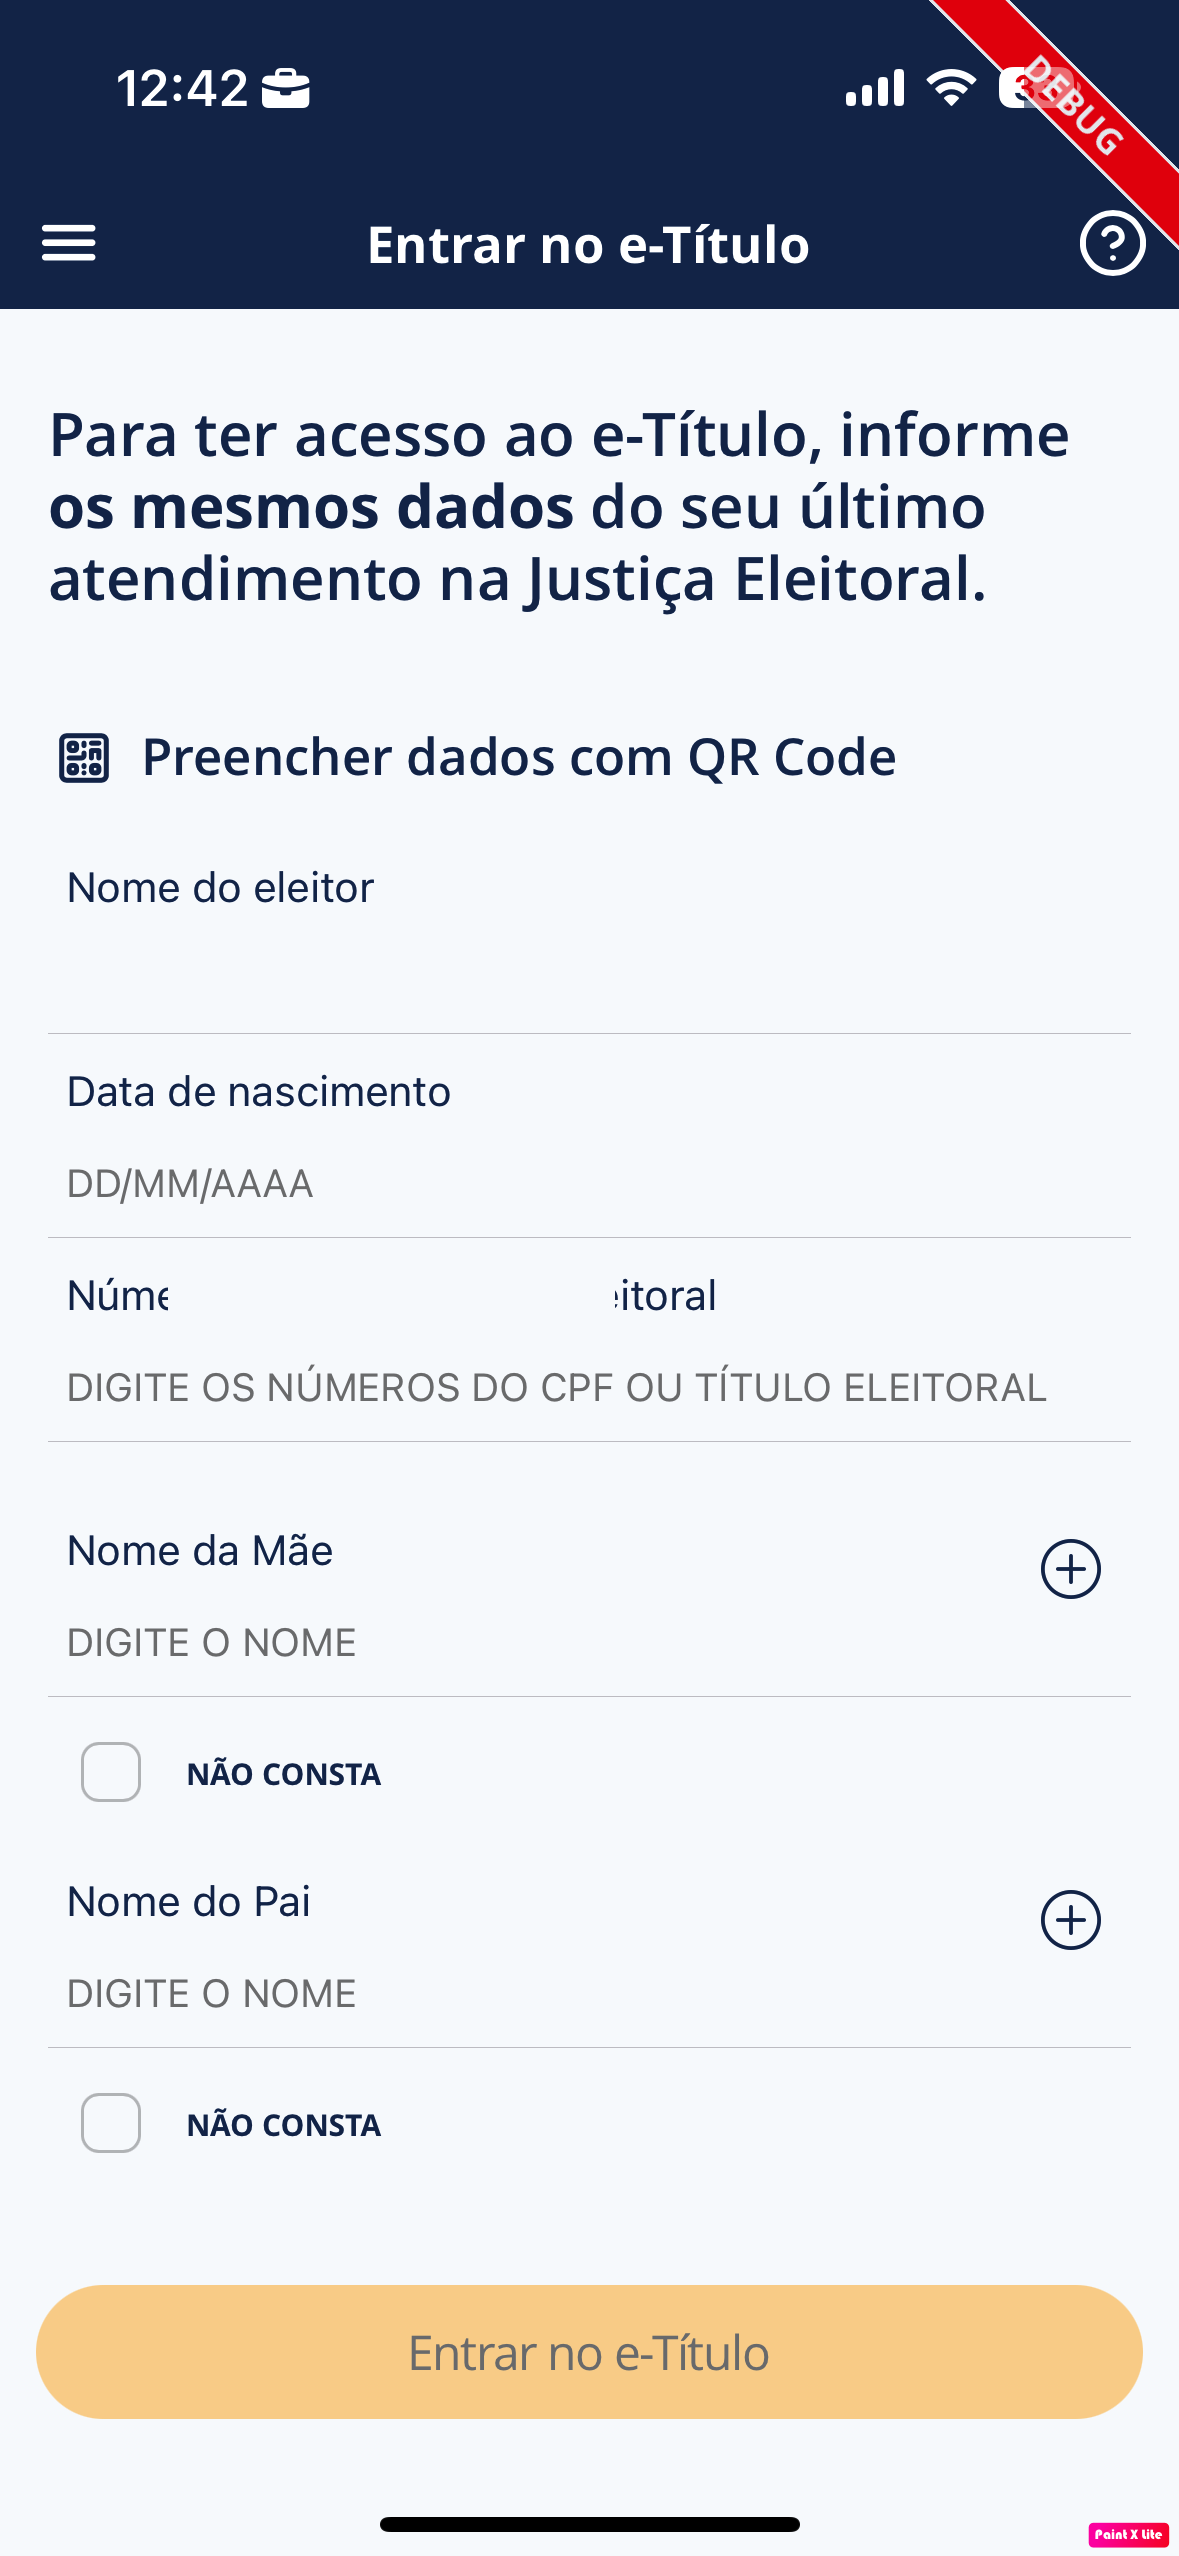 12:42
DEBUG
Entrar no e-Título
Para ter acesso ao e-Título, informe
os mesmos dados do seu último
atendimento na Justiça Eleitoral.
Preencher dados com QR Code
Nome do eleitor
Data de nascimento
DD/MM/AAAA
DIGITE OS NÚMEROS DO CPF OU TÍTULO ELEITORAL
Nome da Mãe
DIGITE O NOME
NÃO CONSTA
Nome do Pai
DIGITE O NOME
NÃO CONSTA
Entrar no e-Título
Paint X Lite